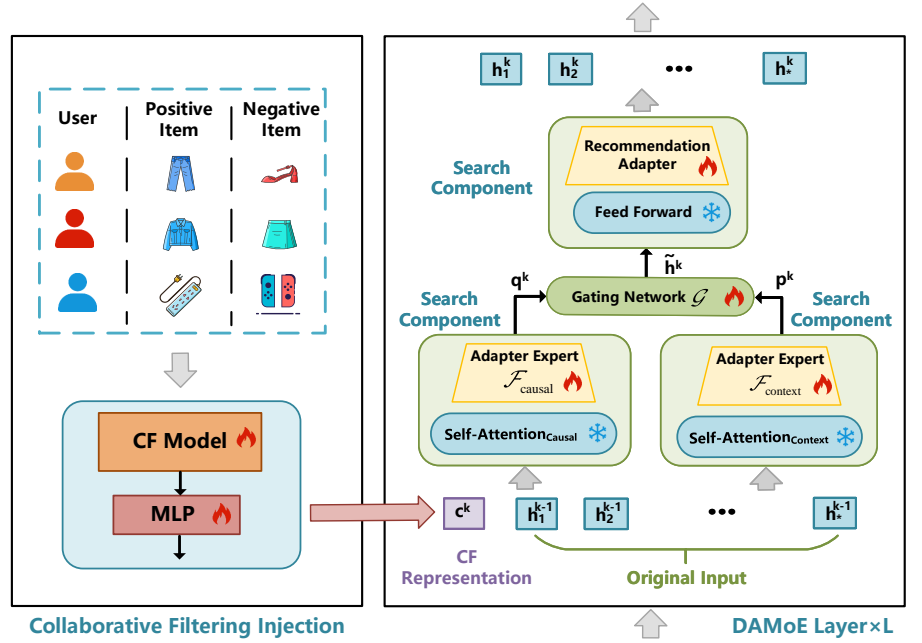 User
Positive
Item
Negative
Item
CF Model
MLP
Collaborative Filtering Injection
h₁ᵏ h₂ᵏ ••• h*ᵏ
Recommendation
Adapter
Search
Component
Feed Forward
h̃ᵏ
qᵏ
pᵏ
Gating Network 𝒢
Search
Component
Search
Component
Adapter Expert
ℱcausal
Self-AttentionCausal
Adapter Expert
ℱcontext
Self-AttentionContext
cᵏ h₁ᵏ⁻¹ h₂ᵏ⁻¹ ••• h*ᵏ⁻¹
CF
Representation
Original Input
DAMoE Layer×L